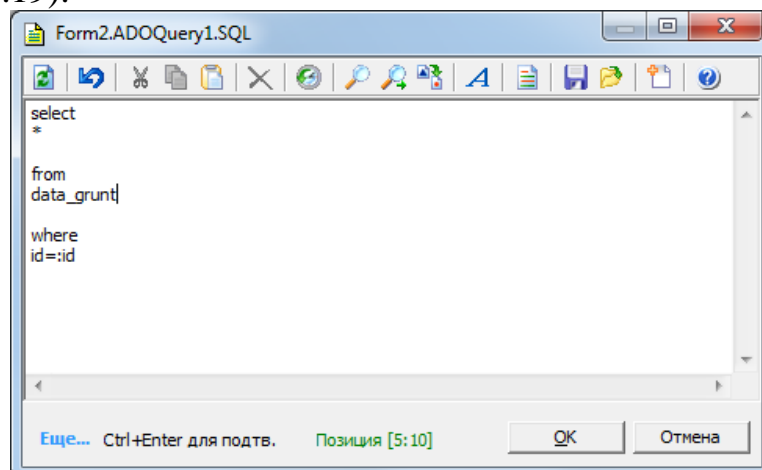 .19).
Form2.ADOQuery1.SQL
A
select
*
from
data_grunt
where
id=:id
Еще... Ctrl+Enter для подтв. Позиция [5:10] OK Отмена